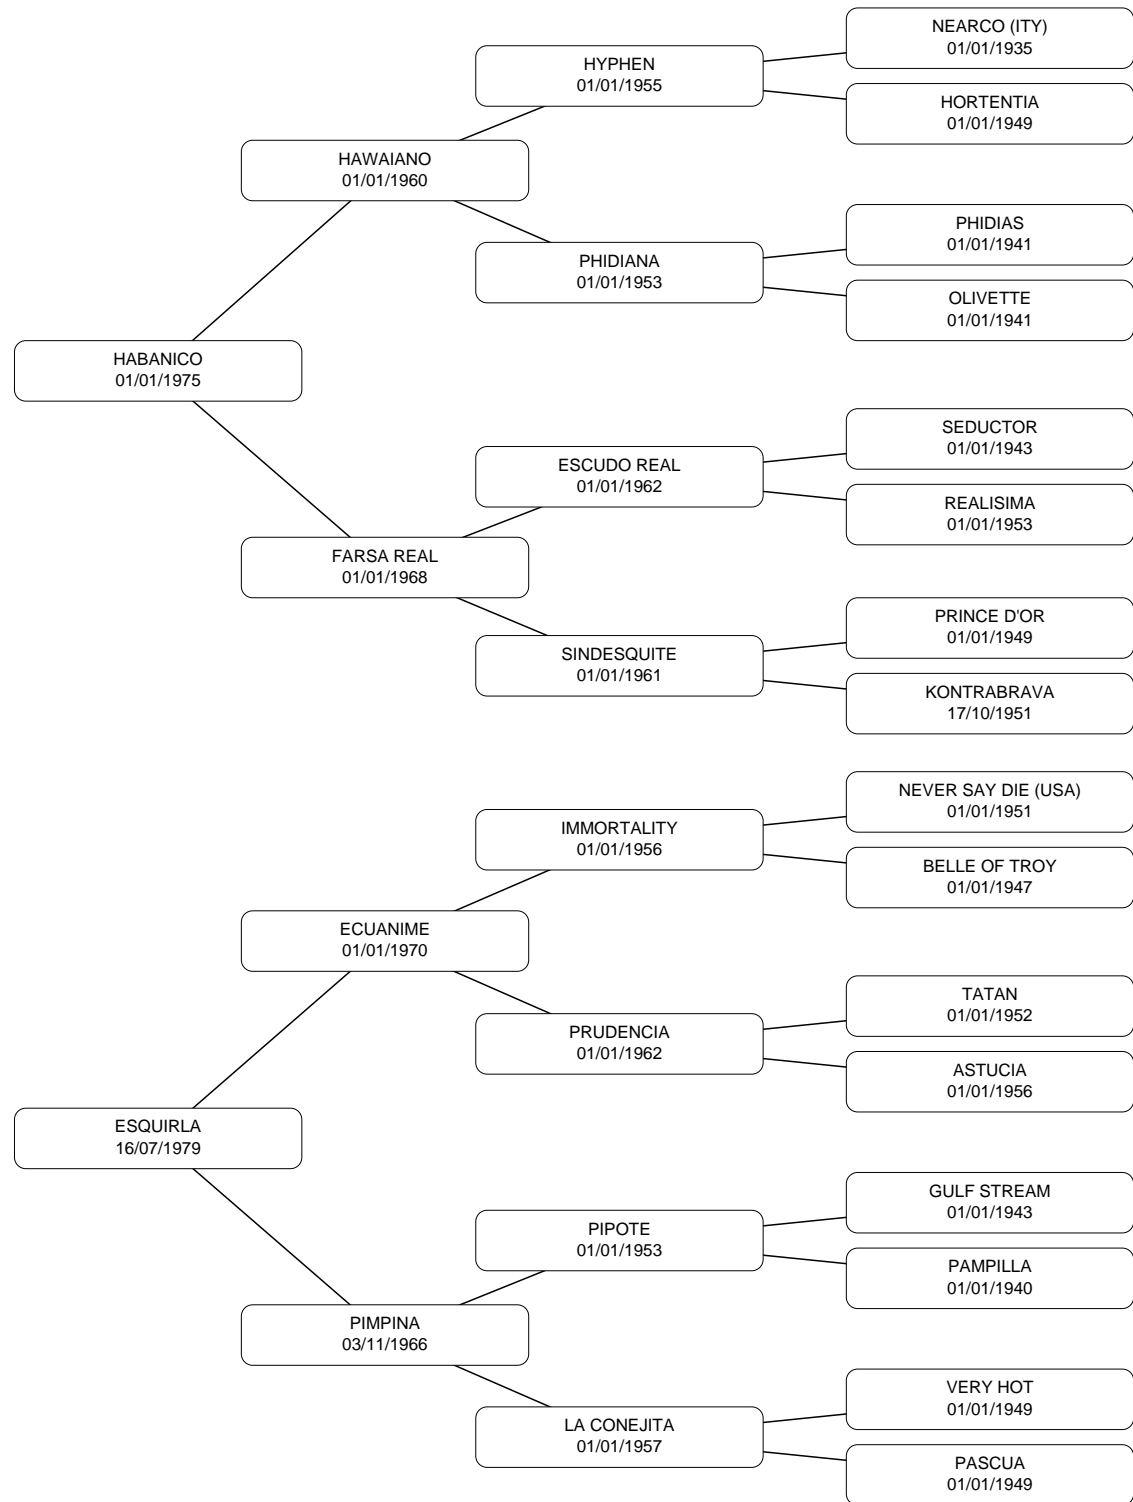 NEARCO (ITY)
01/01/1935
HYPHEN
01/01/1955
HORTENTIA
01/01/1949
HAWAIANO
01/01/1960
PHIDIAS
01/01/1941
PHIDIANA
01/01/1953
OLIVETTE
01/01/1941
HABANICO
01/01/1975
SEDUCTOR
01/01/1943
ESCUDO REAL
01/01/1962
REALISIMA
01/01/1953
FARSA REAL
01/01/1968
PRINCE D'OR
01/01/1949
SINDESQUITE
01/01/1961
KONTRABRAVA
17/10/1951
NEVER SAY DIE (USA)
01/01/1951
IMMORTALITY
01/01/1956
BELLE OF TROY
01/01/1947
ECUANIME
01/01/1970
TATAN
01/01/1952
PRUDENCIA
01/01/1962
ASTUCIA
01/01/1956
ESQUIRLA
16/07/1979
GULF STREAM
01/01/1943
PIPOTE
01/01/1953
PAMPILLA
01/01/1940
PIMPINA
03/11/1966
VERY HOT
01/01/1949
LA CONEJITA
01/01/1957
PASCUA
01/01/1949